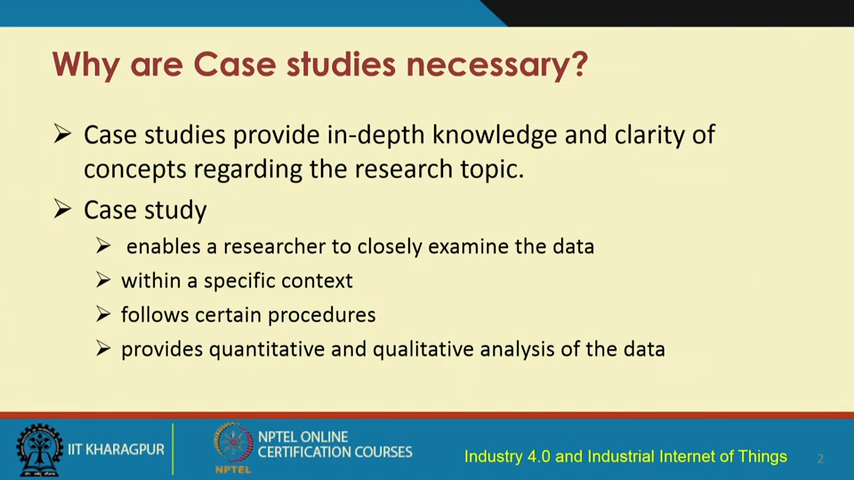 Why are Case studies necessary?
➢ Case studies provide in-depth knowledge and clarity of
concepts regarding the research topic.
➢ Case study
➢ enables a researcher to closely examine the data
➢ within a specific context
➢ follows certain procedures
➢ provides quantitative and qualitative analysis of the data
IIT KHARAGPUR
NPTEL
NPTEL ONLINE
CERTIFICATION COURSES
Industry 4.0 and Industrial Internet of Things
2